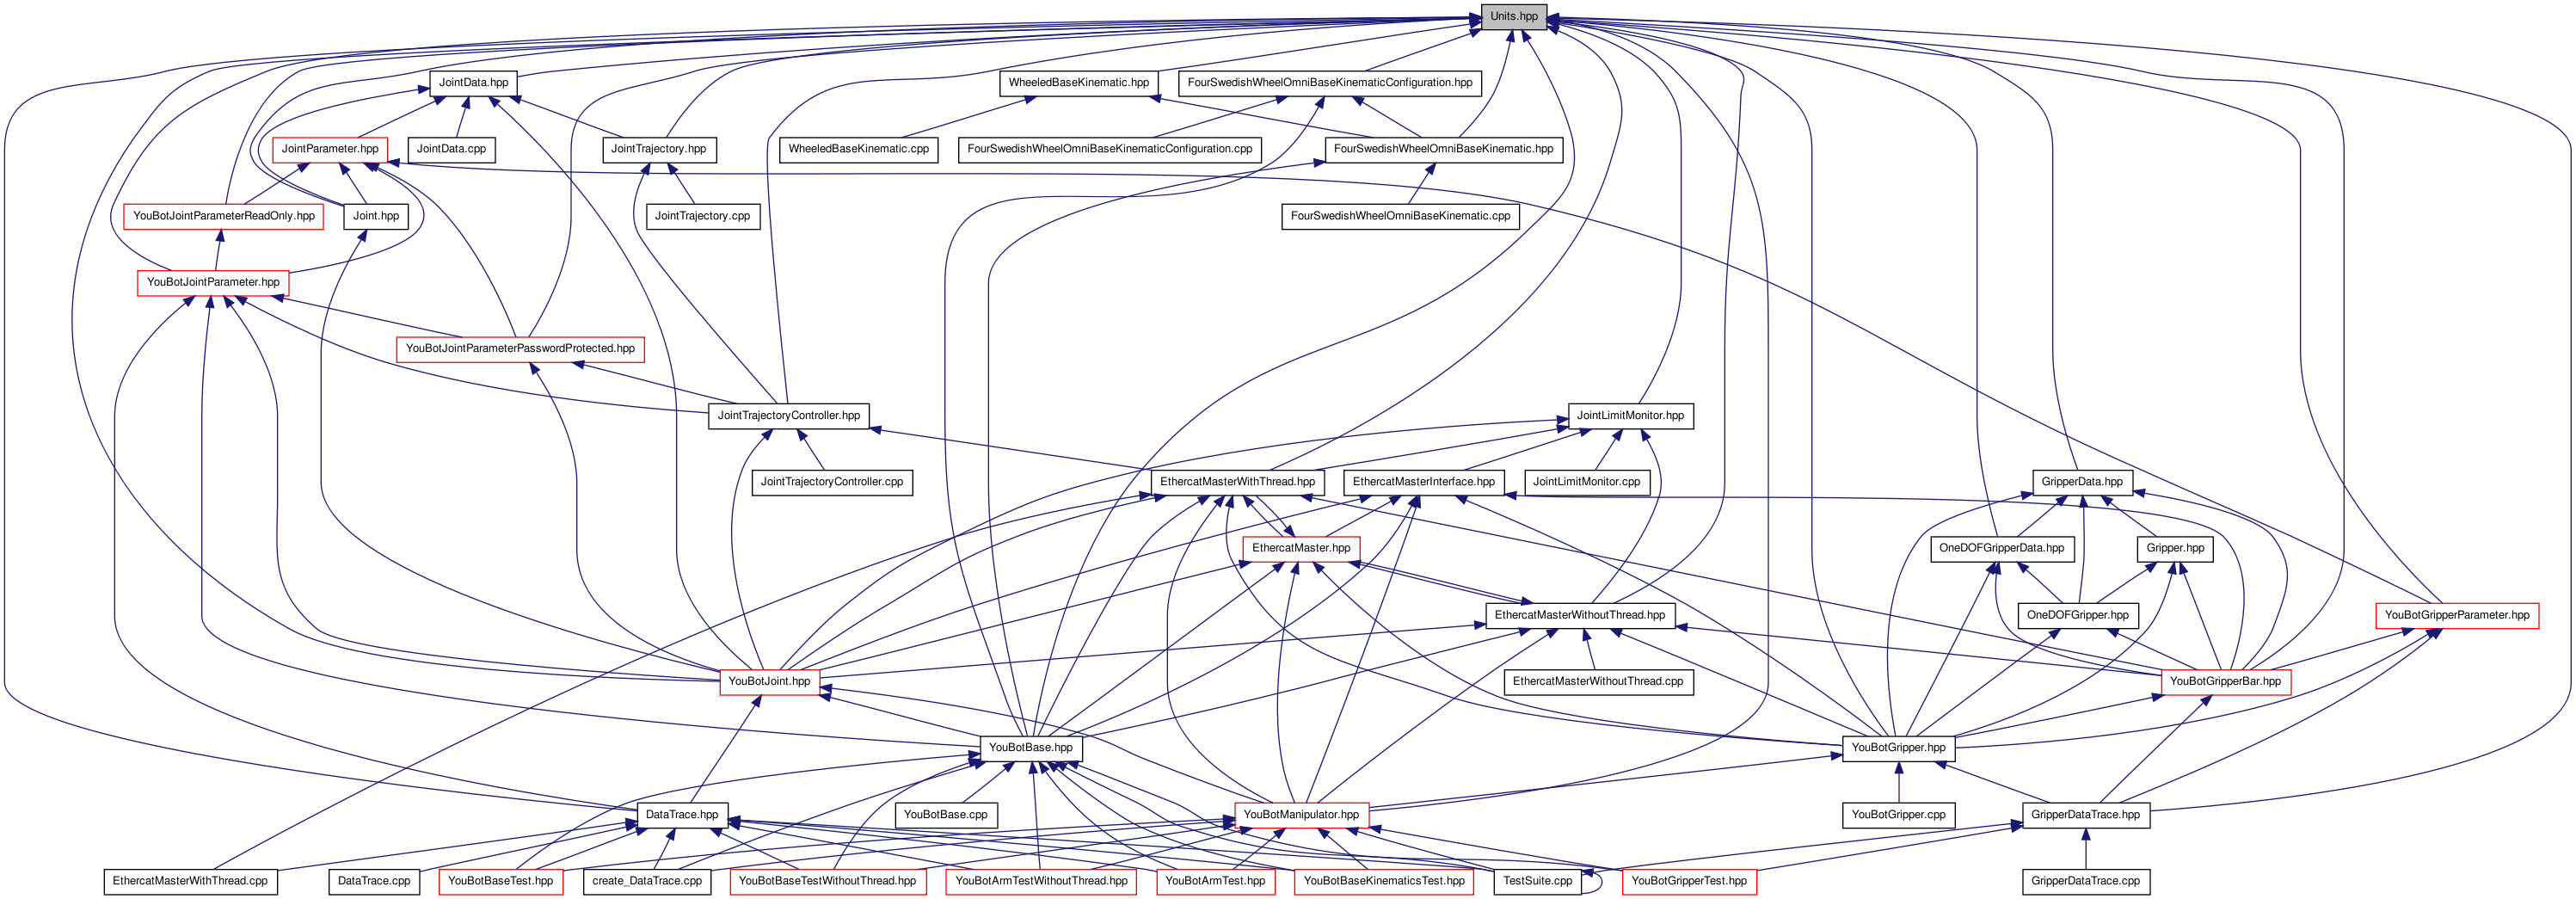 Units.hpp
JointData.hpp
WheeledBaseKinematic.hpp
FourSwedishWheelOmniBaseKinematicConfiguration.hpp
JointParameter.hpp
JointData.cpp
JointTrajectory.hpp
WheeledBaseKinematic.cpp
FourSwedishWheelOmniBaseKinematicConfiguration.cpp
FourSwedishWheelOmniBaseKinematic.hpp
YouBotJointParameterReadOnly.hpp
Joint.hpp
JointTrajectory.cpp
FourSwedishWheelOmniBaseKinematic.cpp
YouBotJointParameter.hpp
YouBotJointParameterPasswordProtected.hpp
JointTrajectoryController.hpp
JointLimitMonitor.hpp
JointTrajectoryController.cpp
EthercatMasterWithThread.hpp
EthercatMasterInterface.hpp
JointLimitMonitor.cpp
GripperData.hpp
EthercatMaster.hpp
OneDOFGripperData.hpp
Gripper.hpp
EthercatMasterWithoutThread.hpp
OneDOFGripper.hpp
YouBotGripperParameter.hpp
YouBotJoint.hpp
EthercatMasterWithoutThread.cpp
YouBotGripperBar.hpp
YouBotBase.hpp
YouBotGripper.hpp
DataTrace.hpp
YouBotBase.cpp
YouBotManipulator.hpp
YouBotGripper.cpp
GripperDataTrace.hpp
EthercatMasterWithThread.cpp
DataTrace.cpp
YouBotBaseTest.hpp
create_DataTrace.cpp
YouBotBaseTestWithoutThread.hpp
YouBotArmTestWithoutThread.hpp
YouBotArmTest.hpp
YouBotBaseKinematicsTest.hpp
TestSuite.cpp
YouBotGripperTest.hpp
GripperDataTrace.cpp